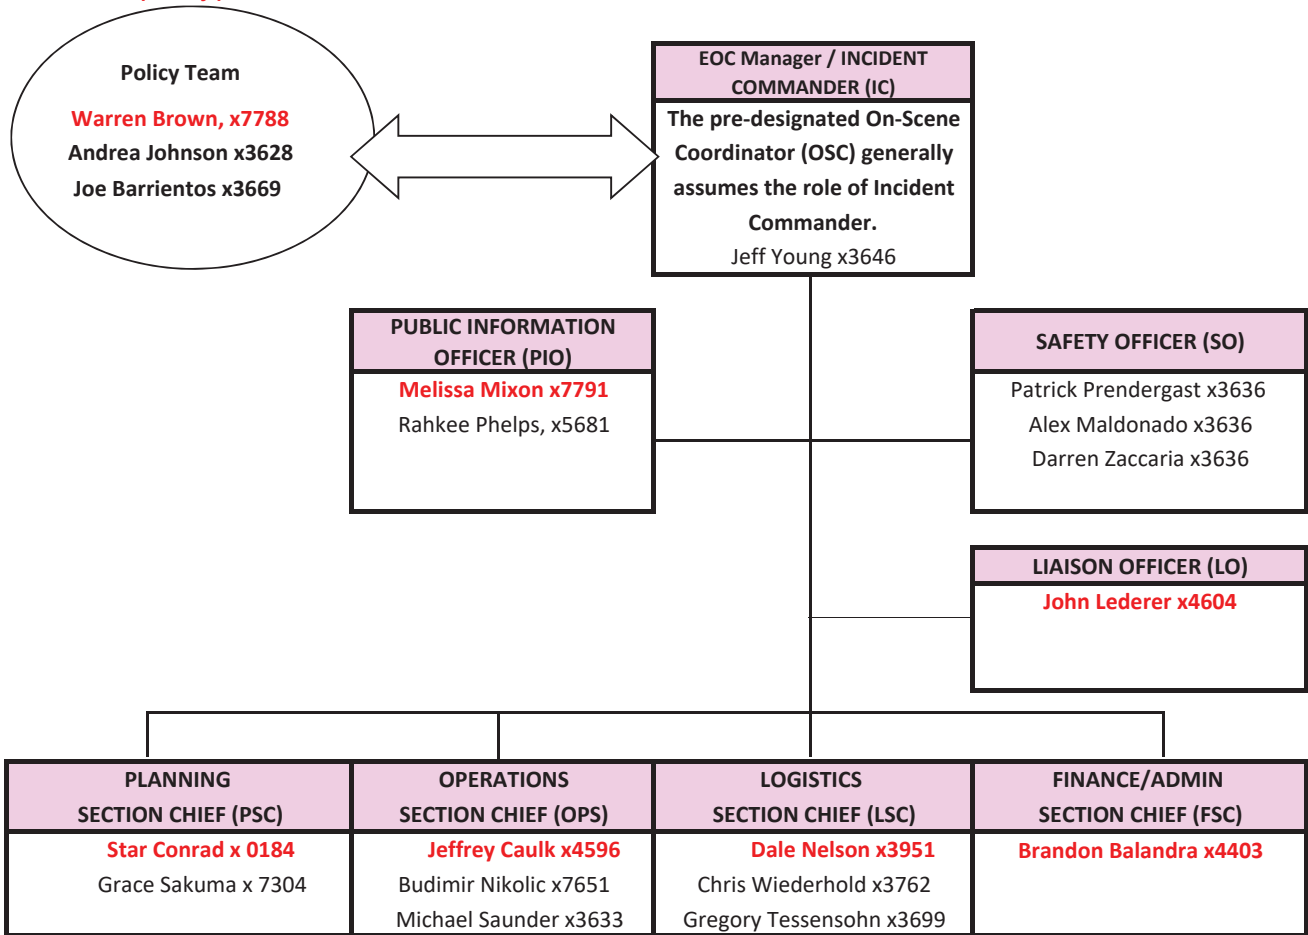 Policy Team
Warren Brown, x7788
Andrea Johnson x3628
Joe Barrientos x3669
EOC Manager / INCIDENT
COMMANDER (IC)
The pre-designated On-Scene
Coordinator (OSC) generally
assumes the role of Incident
Commander.
Jeff Young x3646
PUBLIC INFORMATION
OFFICER (PIO)
Melissa Mixon x7791
Rahkee Phelps, x5681
SAFETY OFFICER (SO)
Patrick Prendergast x3636
Alex Maldonado x3636
Darren Zaccaria x3636
LIAISON OFFICER (LO)
John Lederer x4604
PLANNING
SECTION CHIEF (PSC)
Star Conrad x 0184
Grace Sakuma x 7304
OPERATIONS
SECTION CHIEF (OPS)
Jeffrey Caulk x4596
Budimir Nikolic x7651
Michael Saunder x3633
LOGISTICS
SECTION CHIEF (LSC)
Dale Nelson x3951
Chris Wiederhold x3762
Gregory Tessensohn x3699
FINANCE/ADMIN
SECTION CHIEF (FSC)
Brandon Balandra x4403